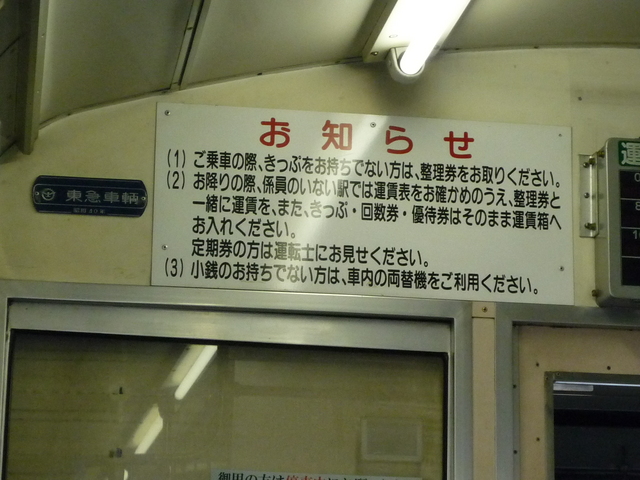 お知らせ
(1) ご乗車の際、きっぷをお持ちでない方は、整理券をお取りください。
(2) お降りの際、係員のいない駅では運賃表をお確かめのうえ、整理券と
一緒に運賃を、また、きっぷ・回数券・優待券はそのまま運賃箱へ
お入れください。
定期券の方は運転士にお見せください。
(3) 小銭のお持ちでない方は、車内の両替機をご利用ください。
東急車輌
運